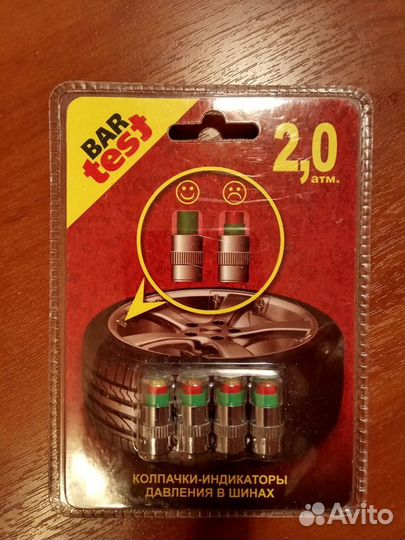 BAR
test
2,0
атм.
КОЛПАЧКИ-ИНДИКАТОРЫ
ДАВЛЕНИЯ В ШИНАХ
Avito